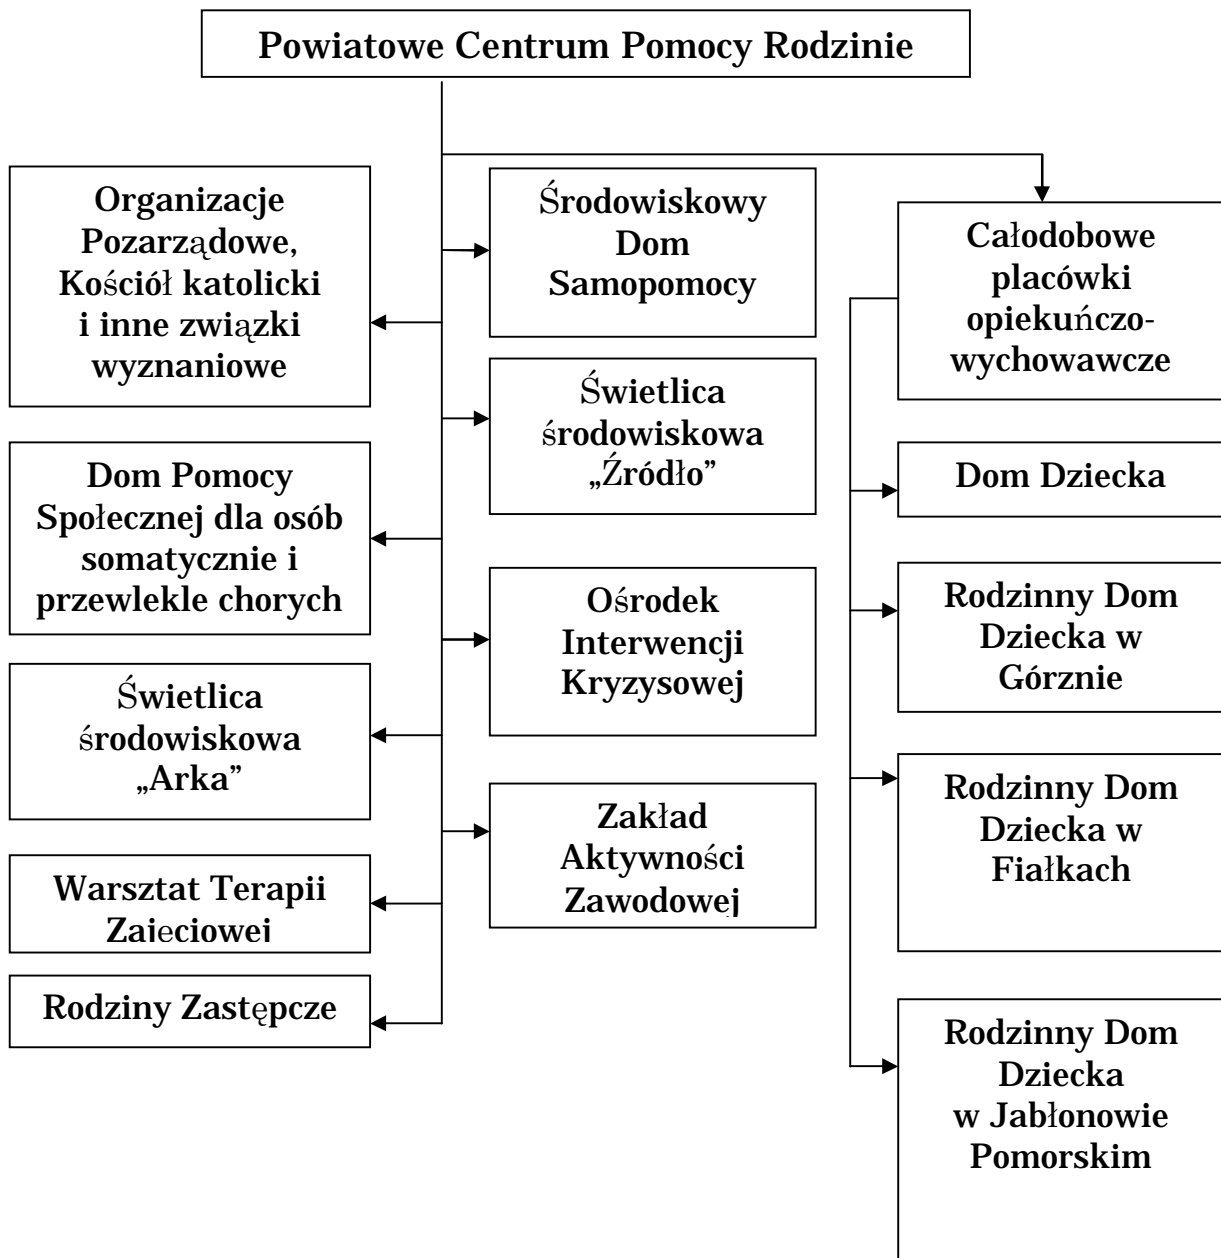 Powiatowe Centrum Pomocy Rodzinie
Organizacje
Pozarządowe,
Kościół katolicki
i inne związki
wyznaniowe
Dom Pomocy
Społecznej dla osób
somatycznie i
przewlekle chorych
Świetlica
środowiskowa
„Arka”
Warsztat Terapii
Zajęciowej
Rodziny Zastępcze
Środowiskowy
Dom
Samopomocy
Świetlica
środowiskowa
„Źródło”
Ośrodek
Interwencji
Kryzysowej
Zakład
Aktywności
Zawodowej
Całodobowe
placówki
opiekuńczo-
wychowawcze
Dom Dziecka
Rodzinny Dom
Dziecka w
Górznie
Rodzinny Dom
Dziecka w
Fiałkach
Rodzinny Dom
Dziecka
w Jabłonowie
Pomorskim